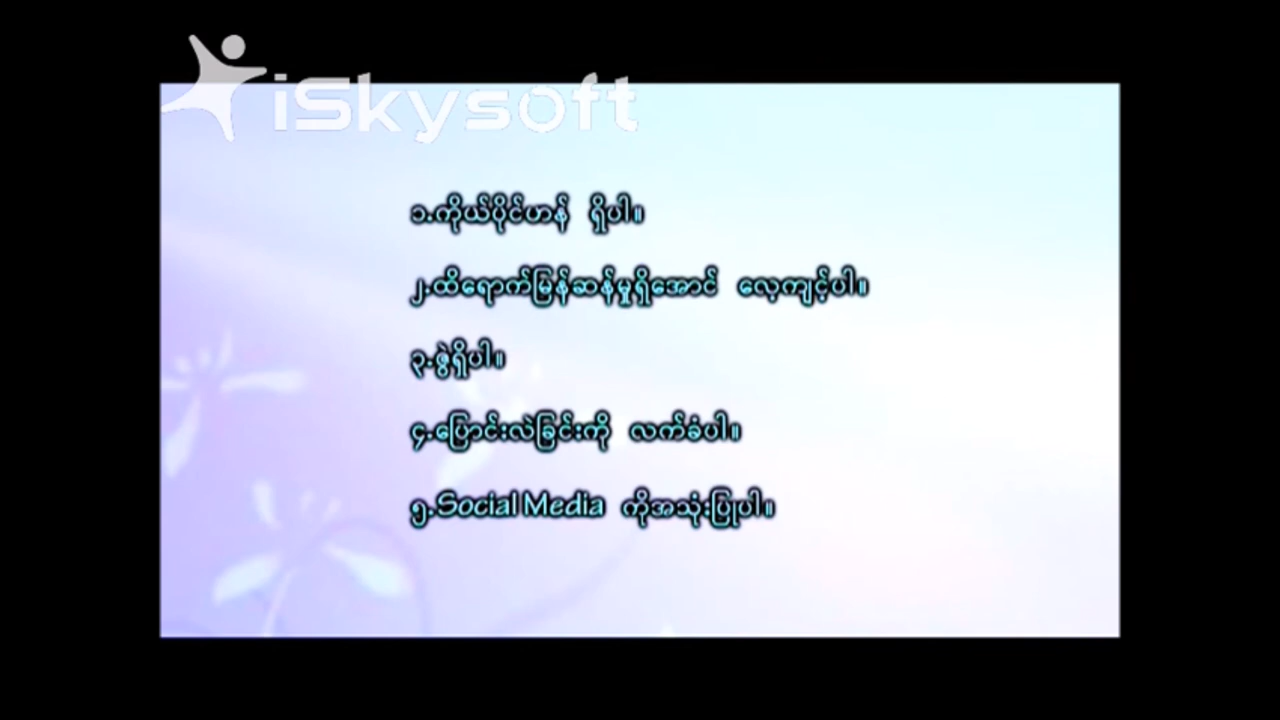 iSkysoft
၁.ကိုယ်ပိုင်ဟန် ရှိပါ။
၂.ထိရောက်မြန်ဆန်မှုရှိအောင် လေ့ကျင့်ပါ။
၃.ဇွဲရှိပါ။
၄.ပြောင်းလဲခြင်းကို လက်ခံပါ။
၅.Social Media ကိုအသုံးပြုပါ။